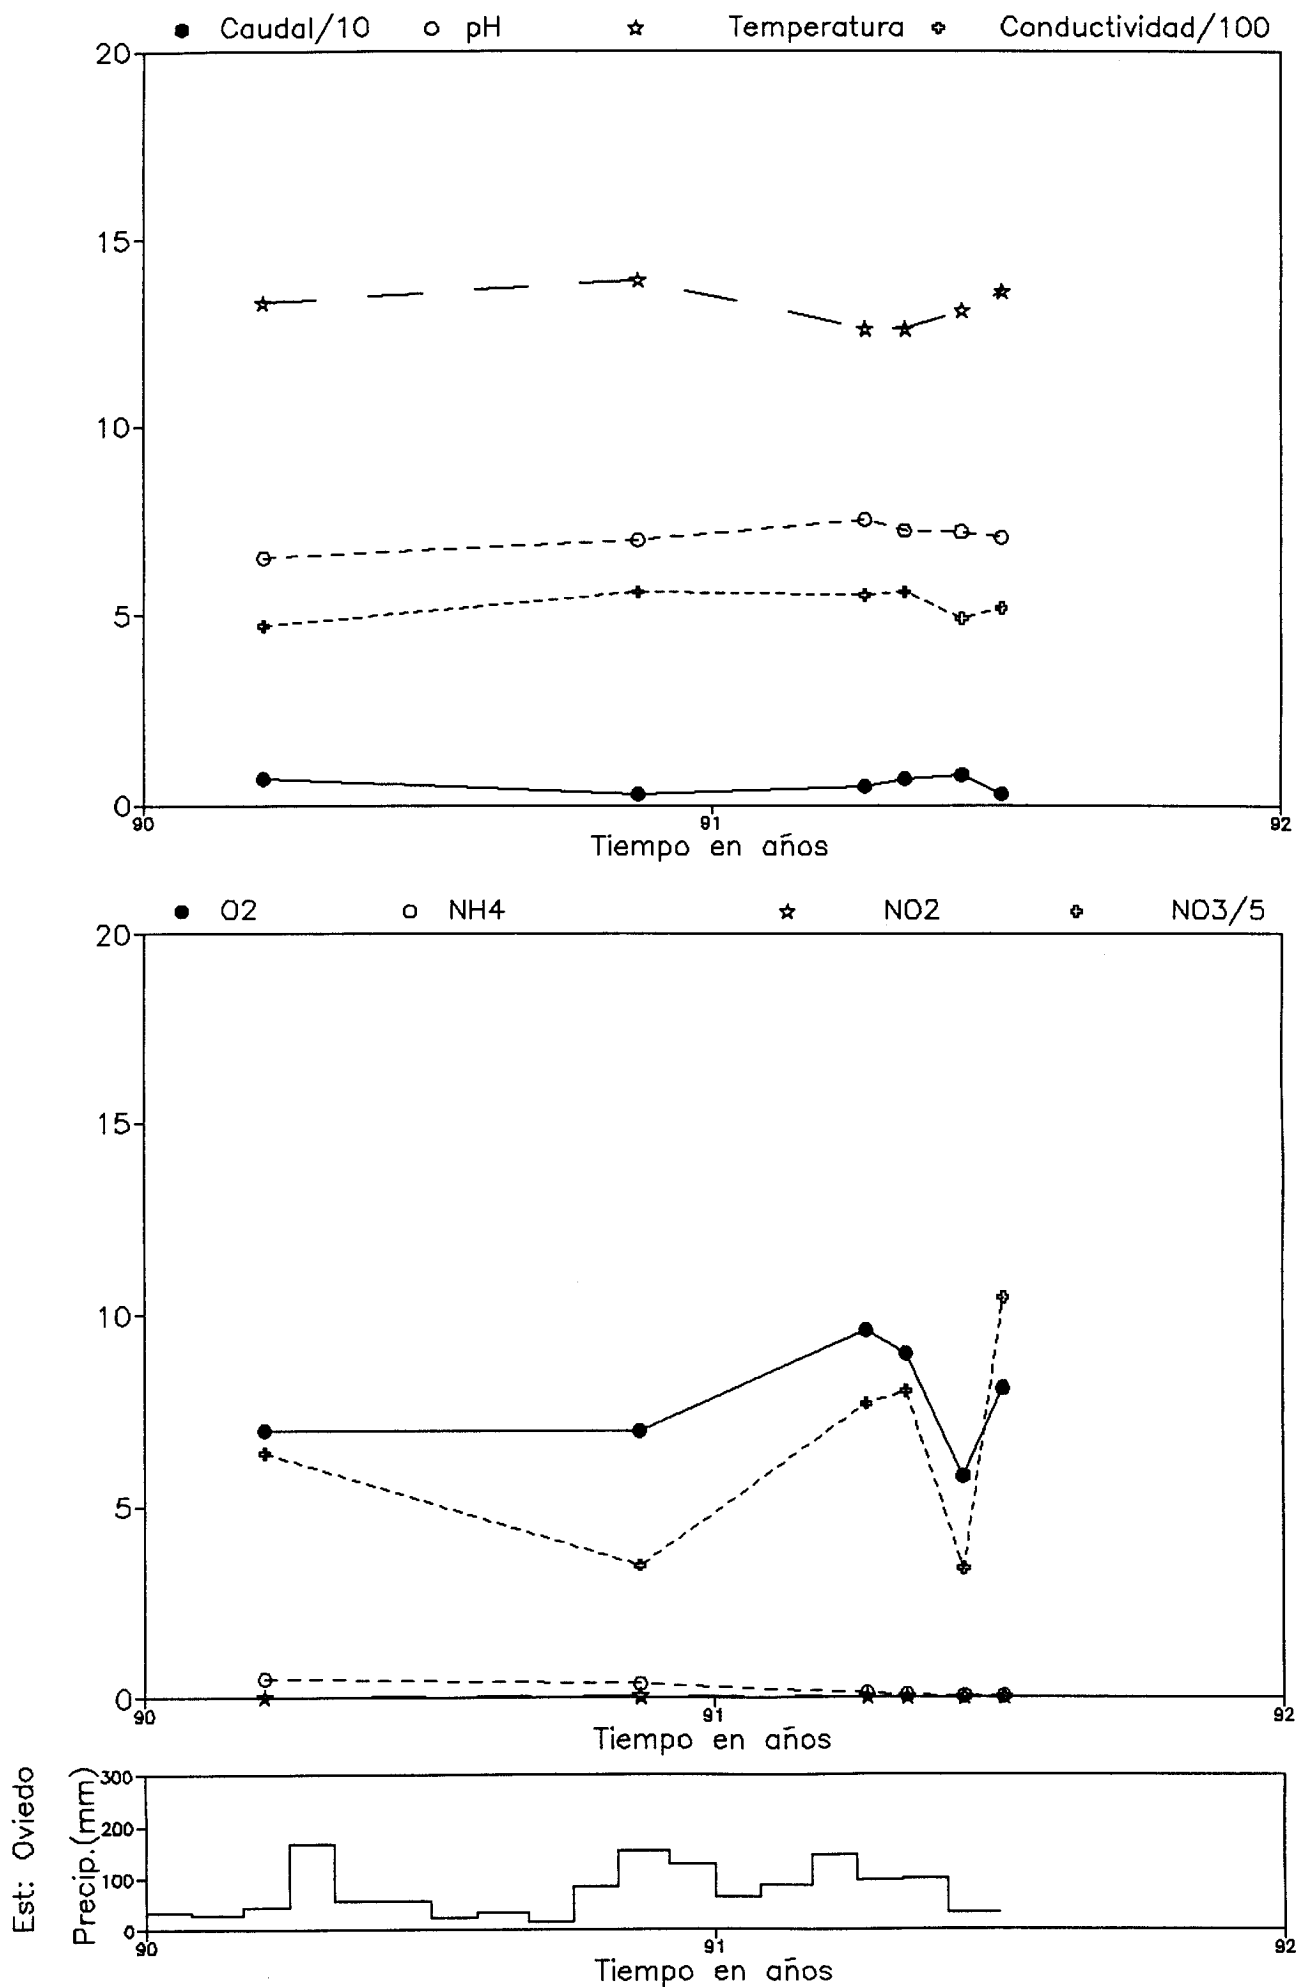 Caudal/10 pH Temperatura Conductividad/100
20
15
10
5
0
90 91 92
Tiempo en años
O2 NH4 NO2 NO3/5
20
15
10
5
0
90 91 92
Tiempo en años
Est: Oviedo
Precip.(mm)
300
200
100
0
90 91 92
Tiempo en años